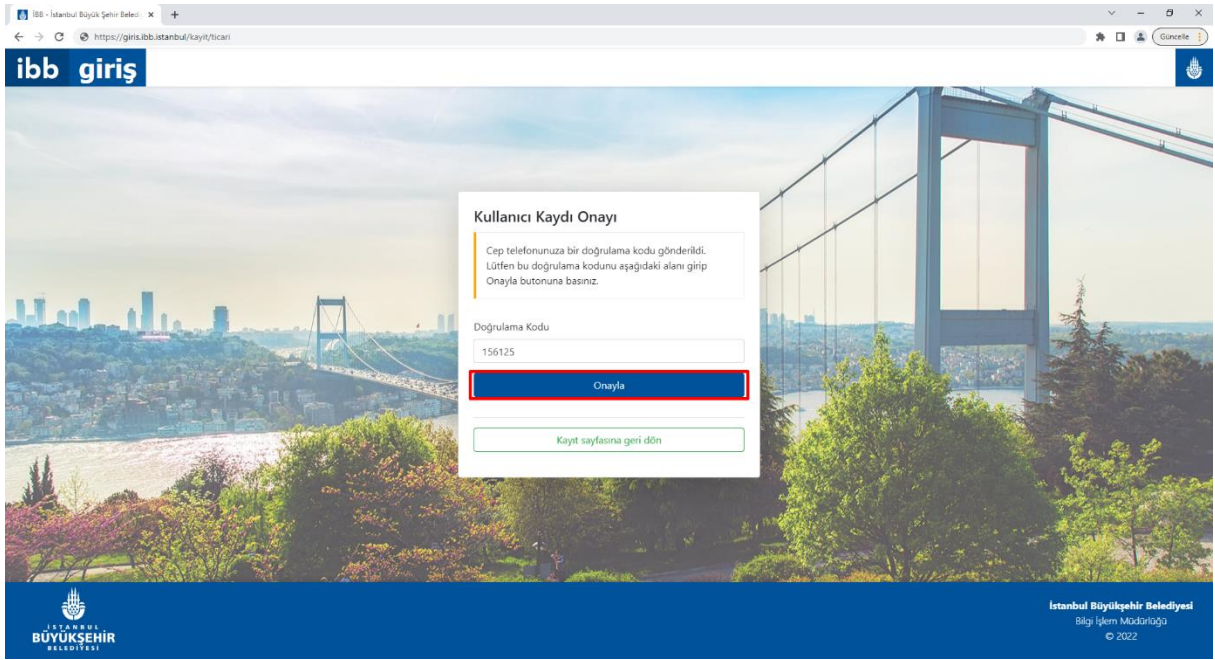 İBB - İstanbul Büyük Şehir Beled
https://giris.ibb.istanbul/kayit/ticari
Güncelle
ibb giriş
Kullanıcı Kaydı Onayı
Cep telefonunuza bir doğrulama kodu gönderildi.
Lütfen bu doğrulama kodunu aşağıdaki alanı girip
Onayla butonuna basınız.
Doğrulama Kodu
156125
Onayla
Kayıt sayfasına geri dön
İSTANBUL
BÜYÜKŞEHİR
BELEDİYESİ
İstanbul Büyükşehir Belediyesi
Bilgi İşlem Müdürlüğü
© 2022